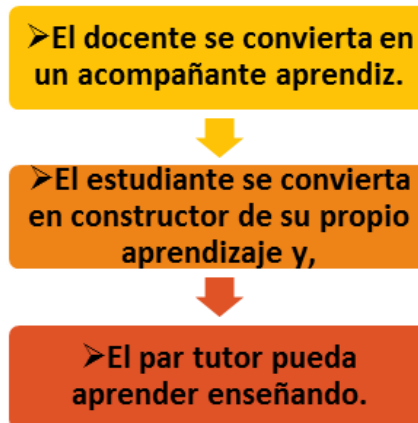 ➢El docente se convierta en
un acompañante aprendiz.
➢El estudiante se convierta
en constructor de su propio
aprendizaje y,
➢El par tutor pueda
aprender enseñando.